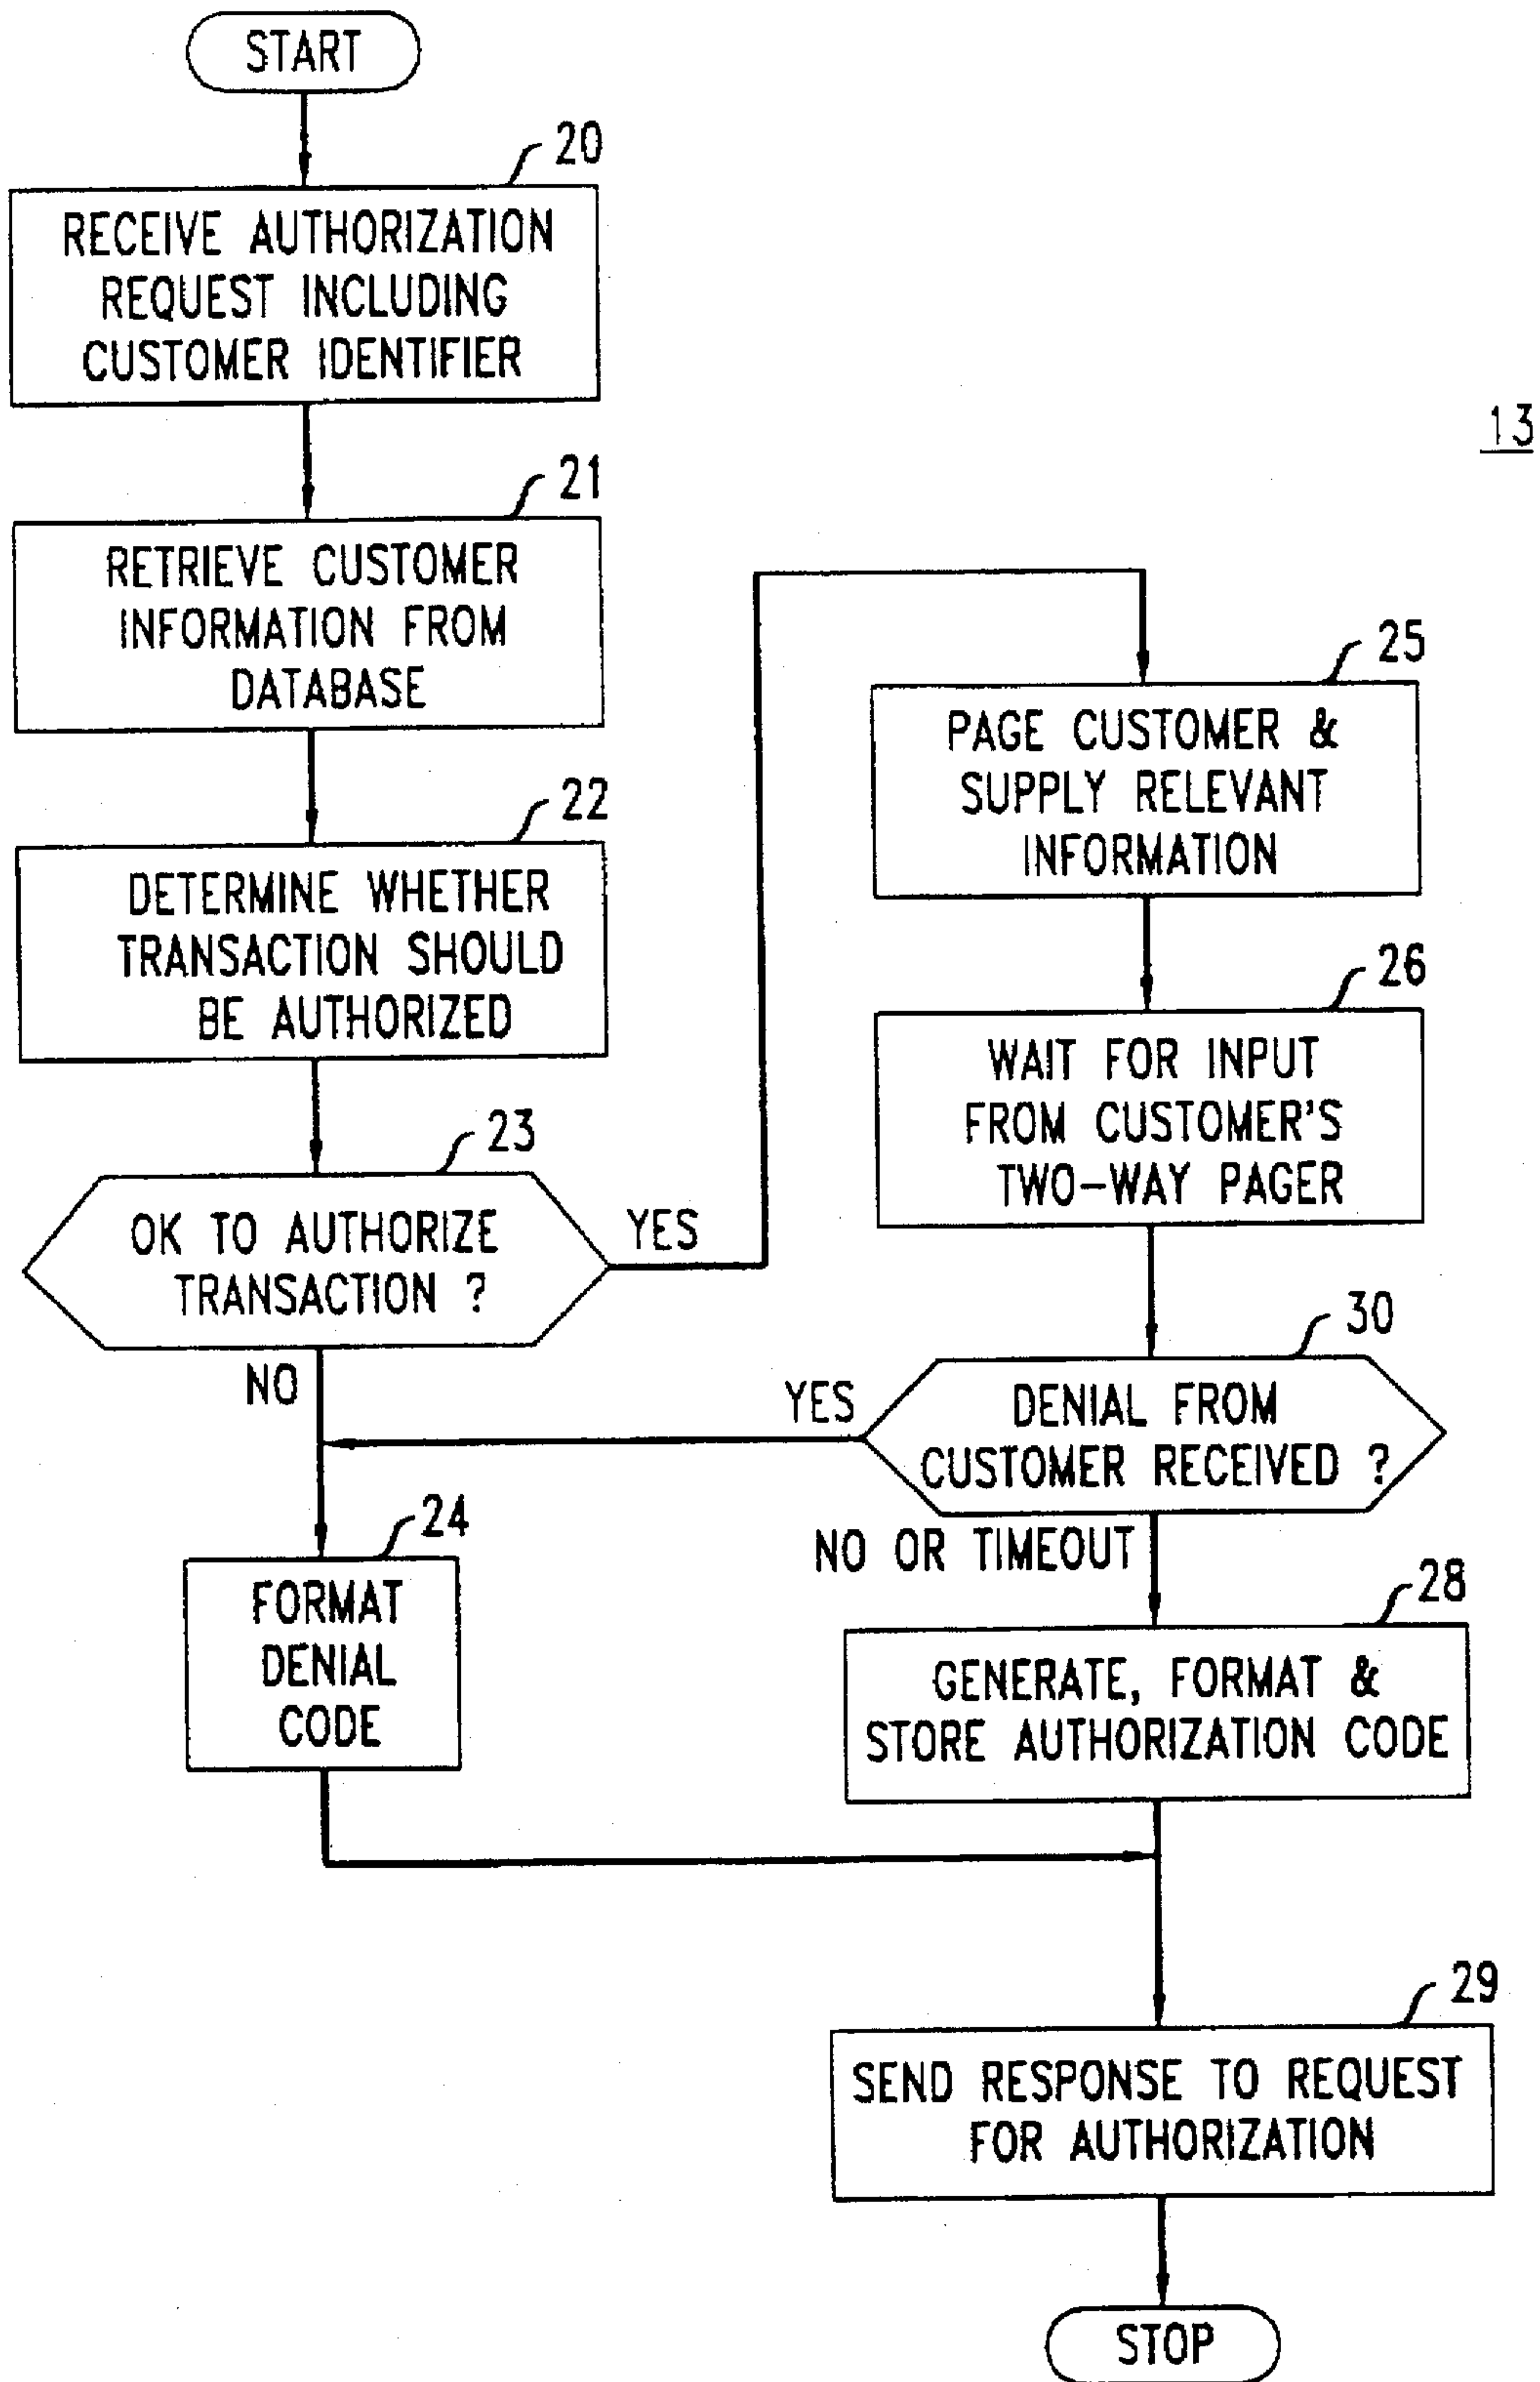 START
20
RECEIVE AUTHORIZATION
REQUEST INCLUDING
CUSTOMER IDENTIFIER
13
21
RETRIEVE CUSTOMER
INFORMATION FROM
DATABASE
22
DETERMINE WHETHER
TRANSACTION SHOULD
BE AUTHORIZED
23
OK TO AUTHORIZE
TRANSACTION ?
YES
NO
25
PAGE CUSTOMER &
SUPPLY RELEVANT
INFORMATION
26
WAIT FOR INPUT
FROM CUSTOMER'S
TWO-WAY PAGER
30
DENIAL FROM
CUSTOMER RECEIVED ?
YES
NO OR TIMEOUT
24
FORMAT
DENIAL
CODE
28
GENERATE, FORMAT &
STORE AUTHORIZATION CODE
29
SEND RESPONSE TO REQUEST
FOR AUTHORIZATION
STOP